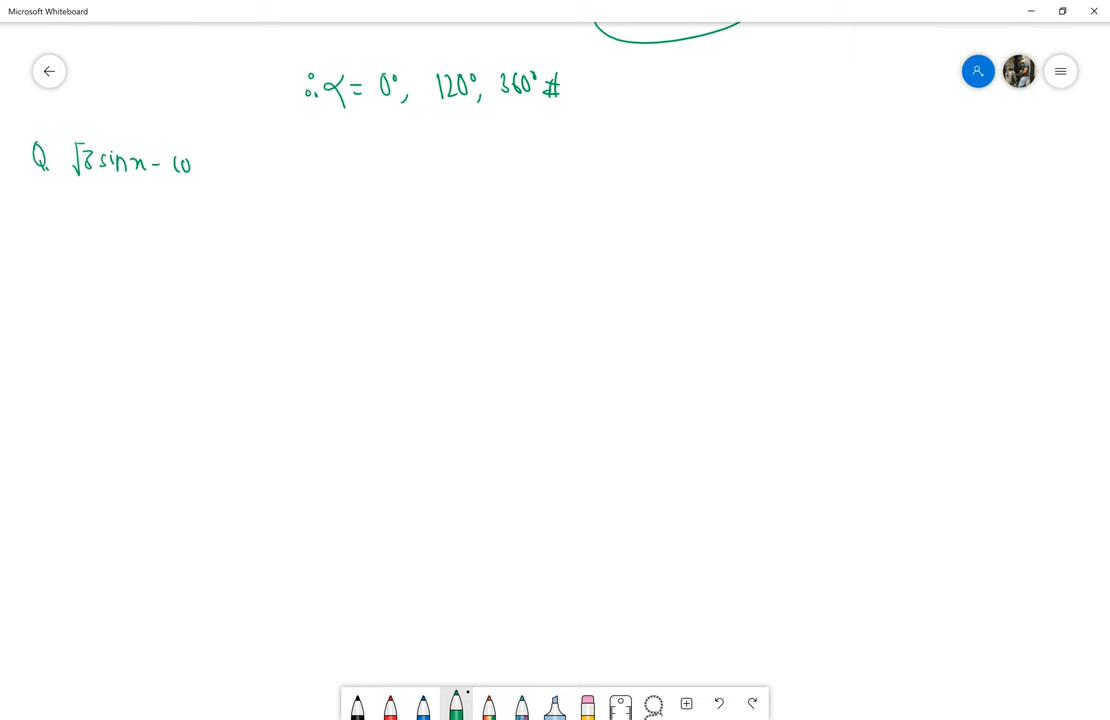 Microsoft Whiteboard
∴ α = 0°, 120°, 360° #
Q. √3 sin x - co